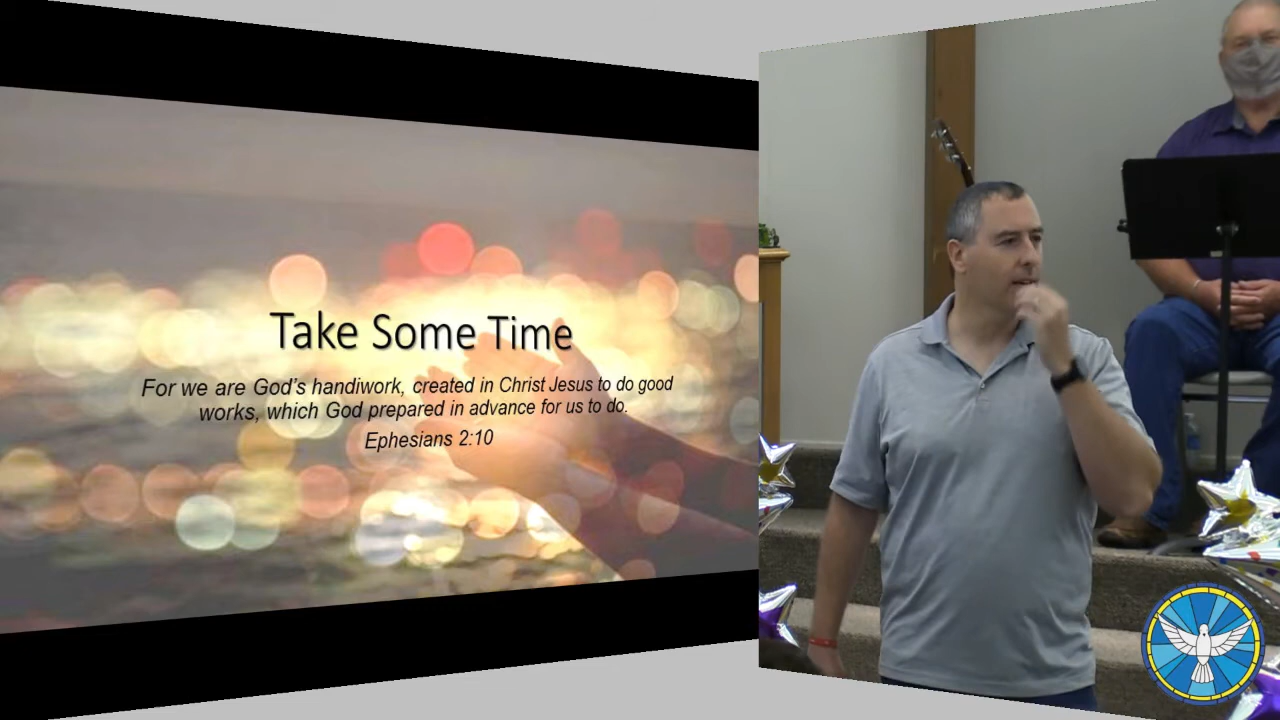 Take Some Time
For we are God's handiwork, created in Christ Jesus to do good
works, which God prepared in advance for us to do.
Ephesians 2:10